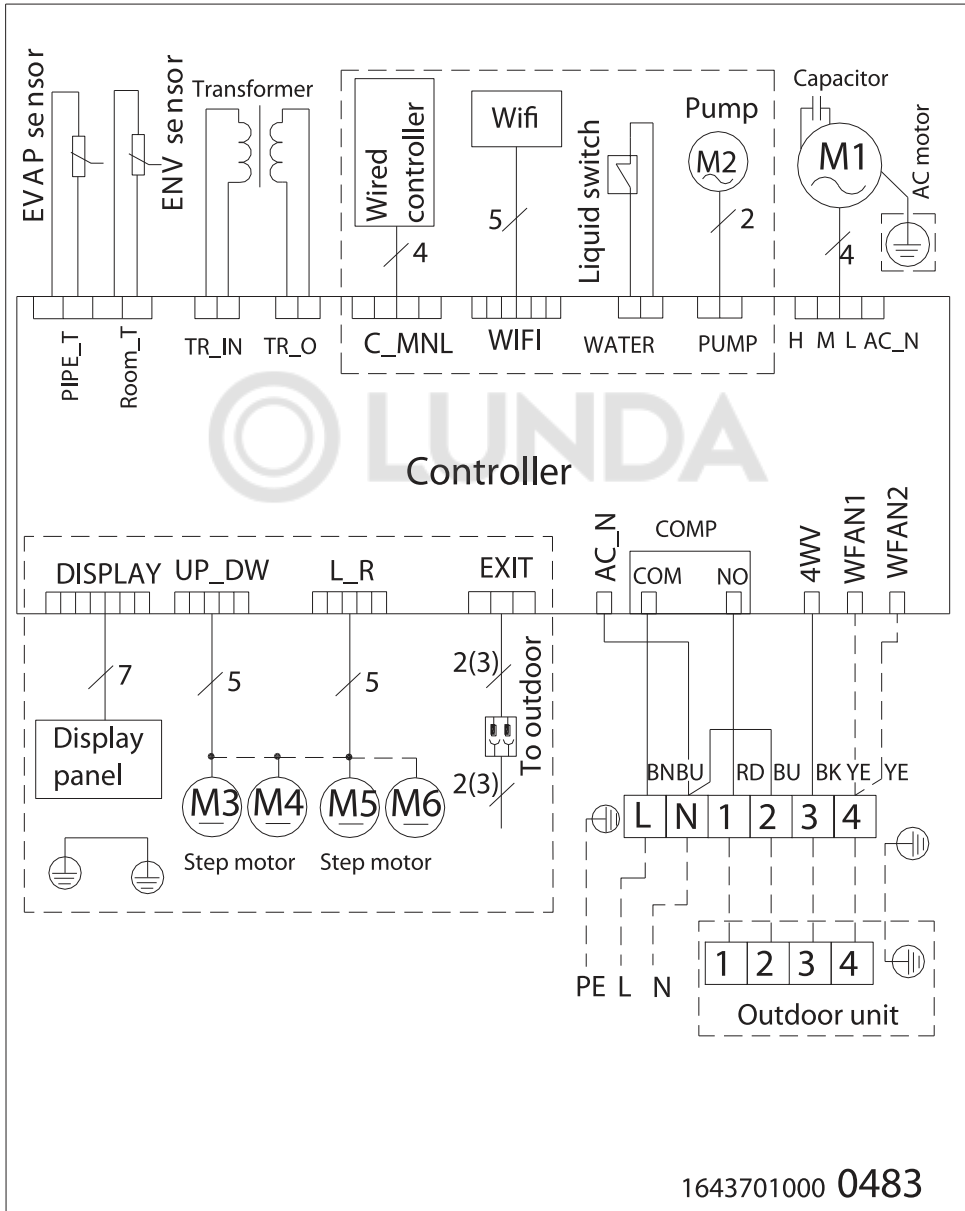 EVAP sensor
ENV sensor
Transformer
Wired
controller
Wifi
Liquid switch
Pump
M2
Capacitor
M1
AC motor
4
5
2
4
PIPE_T
Room_T
TR_IN
TR_O
C_MNL
WIFI
WATER
PUMP
H M L AC_N
LUNDA
Controller
DISPLAY
UP_DW
L_R
EXIT
AC_N
COMP
COM
NO
4WV
WFAN1
WFAN2
7
5
5
2(3)
To outdoor
2(3)
Display
panel
M3
M4
M5
M6
Step motor
Step motor
BN
BU
RD
BU
BK
YE
YE
L N 1 2 3 4
PE L N
1 2 3 4
Outdoor unit
1643701000 0483